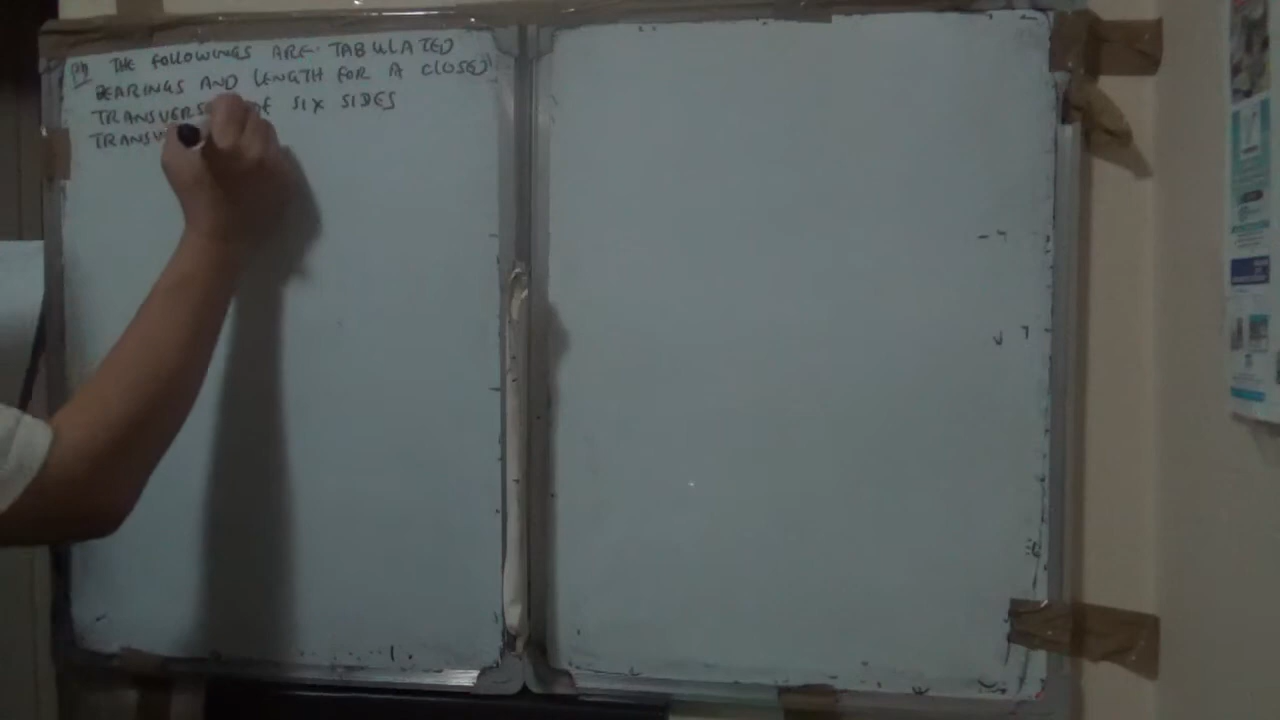 THE FOLLOWINGS ARE TABULATED
BEARINGS AND LENGTH FOR A CLOSED
SIX SIDES